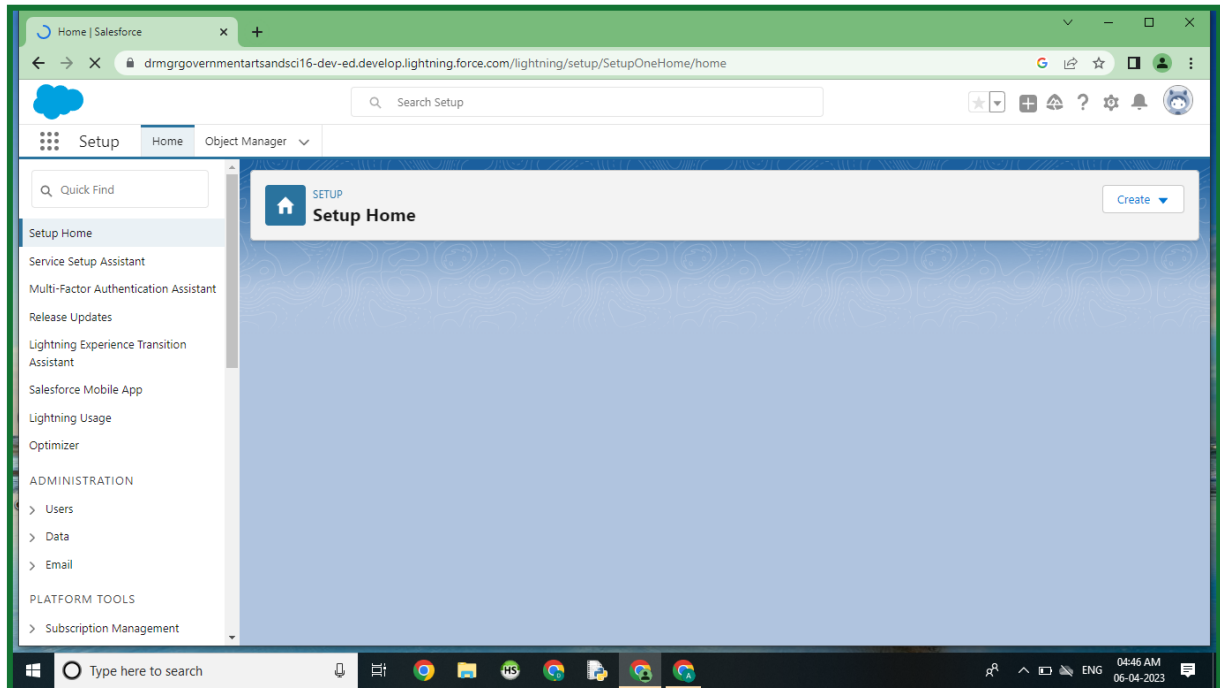 Home | Salesforce
drmgrgovernmentartsandsci16-dev-ed.develop.lightning.force.com/lightning/setup/SetupOneHome/home
Search Setup
Setup Home Object Manager
Quick Find
SETUP
Setup Home
Create
Setup Home
Service Setup Assistant
Multi-Factor Authentication Assistant
Release Updates
Lightning Experience Transition
Assistant
Salesforce Mobile App
Lightning Usage
Optimizer
ADMINISTRATION
Users
Data
Email
PLATFORM TOOLS
Subscription Management
Type here to search
HS
ENG
04:46 AM
06-04-2023